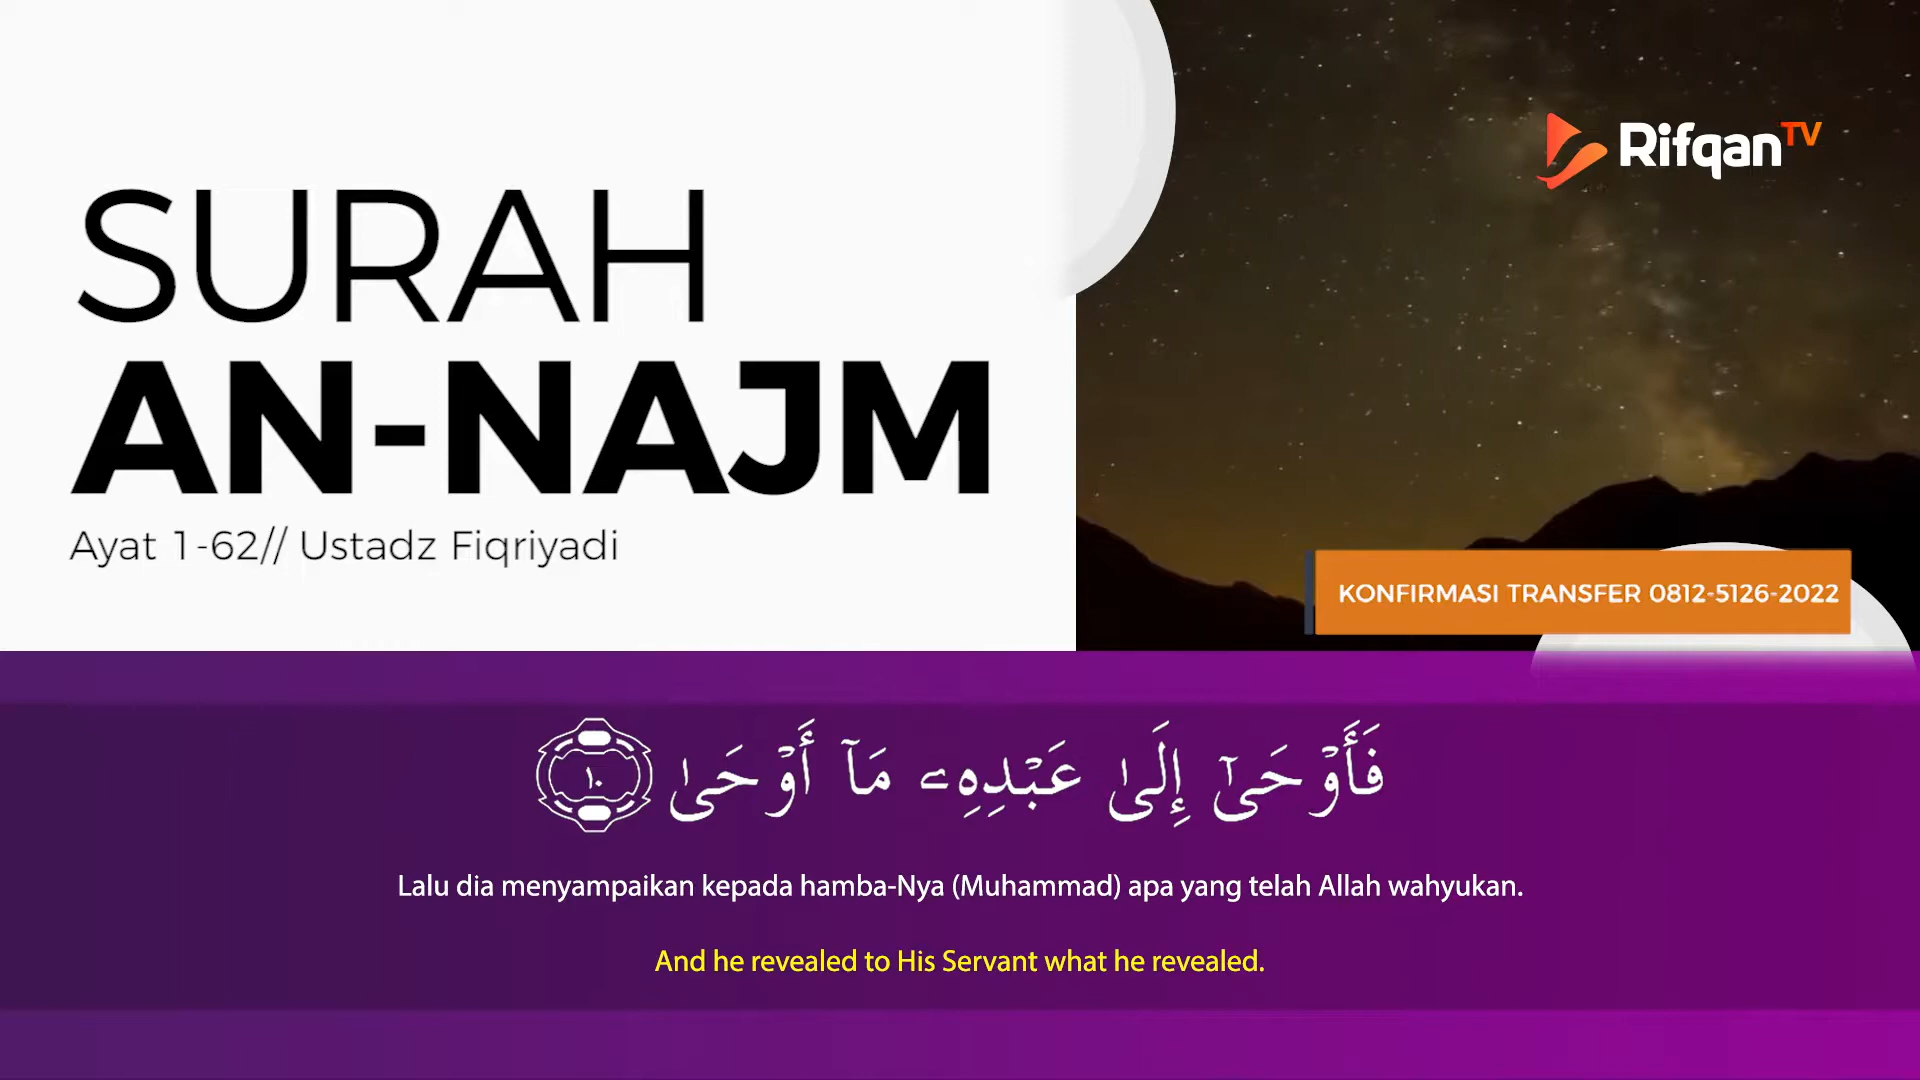 SURAH
AN-NAJM
Ayat 1-62// Ustadz Fiqriyadi
RifqanTV
KONFIRMASI TRANSFER 0812-5126-2022
فَأَوْحَىٰٓ إِلَىٰ عَبْدِهِۦ مَآ أَوْحَىٰ ١٠
Lalu dia menyampaikan kepada hamba-Nya (Muhammad) apa yang telah Allah wahyukan.
And he revealed to His Servant what he revealed.